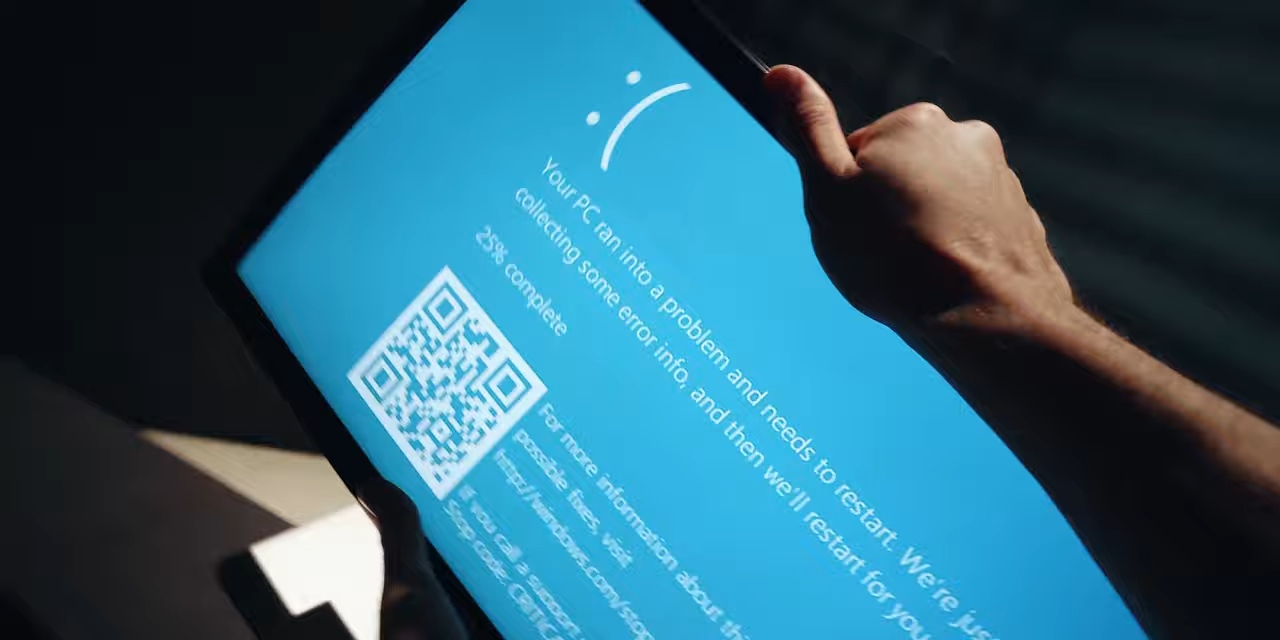 :(
Your PC ran into a problem and needs to restart. We're just
collecting some error info, and then we'll restart for you
25% complete
For more information about this
possible fixes, visit
http://windows.com/stop
If you call a support
Stop code: CRITICAL